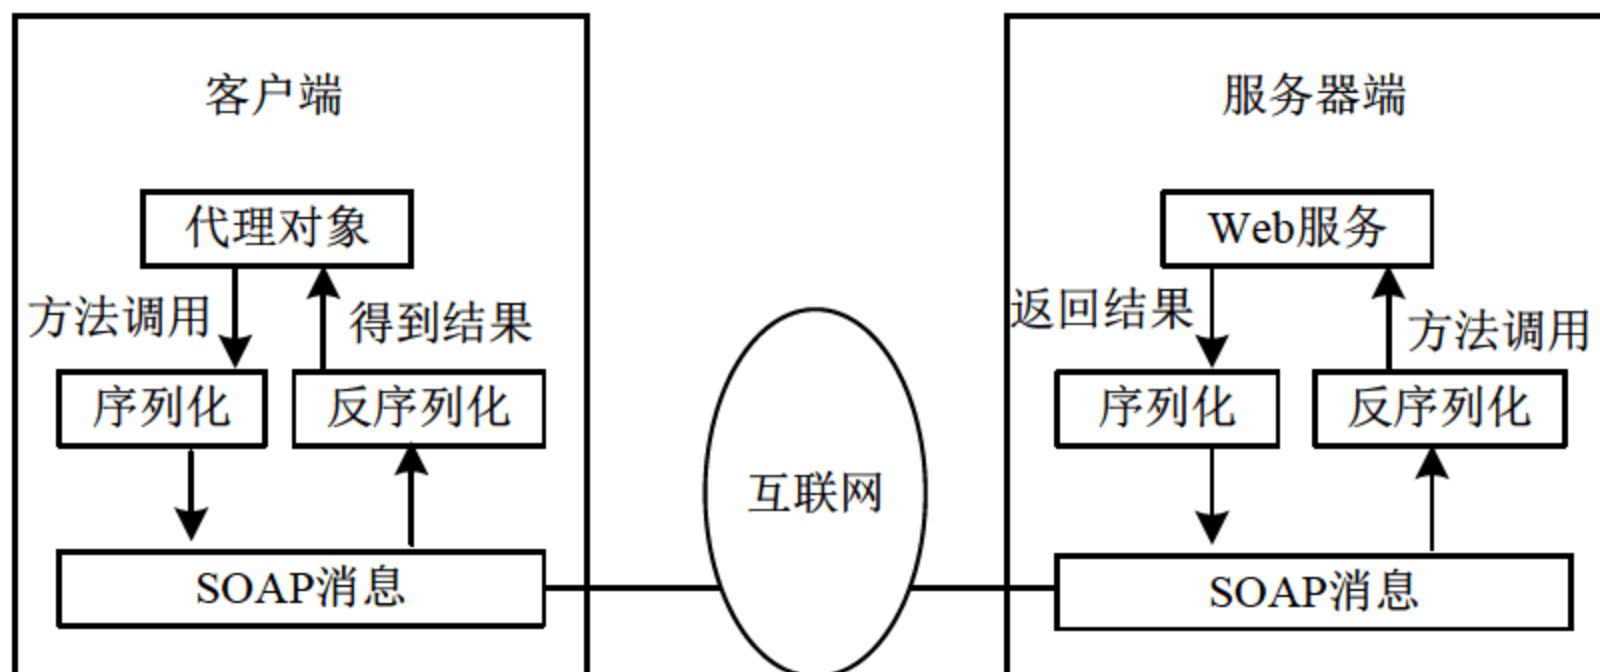 客户端
代理对象
方法调用
得到结果
序列化
反序列化
SOAP消息
互联网
服务器端
Web服务
返回结果
方法调用
序列化
反序列化
SOAP消息